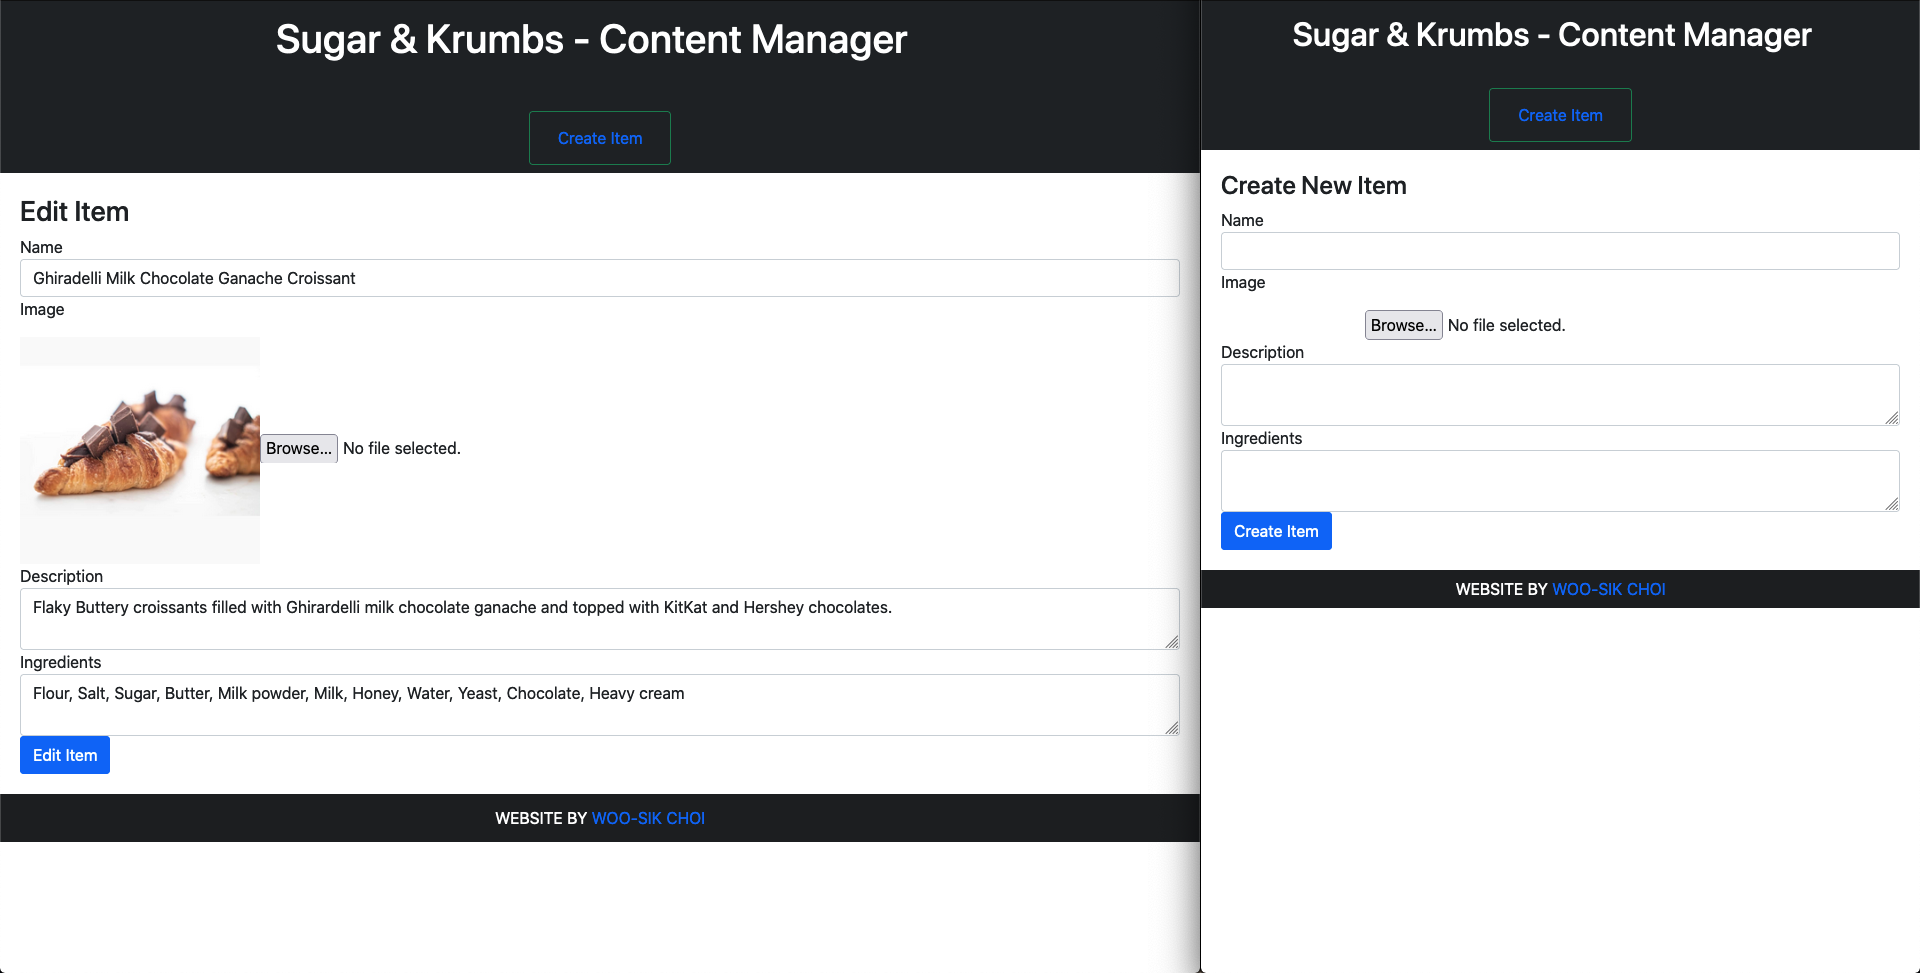 Sugar & Krumbs - Content Manager
Create Item
Edit Item
Name
Ghiradelli Milk Chocolate Ganache Croissant
Image
Browse... No file selected.
Description
Flaky Buttery croissants filled with Ghirardelli milk chocolate ganache and topped with KitKat and Hershey chocolates.
Ingredients
Flour, Salt, Sugar, Butter, Milk powder, Milk, Honey, Water, Yeast, Chocolate, Heavy cream
Edit Item
WEBSITE BY WOO-SIK CHOI
Sugar & Krumbs - Content Manager
Create Item
Create New Item
Name
Image
Browse... No file selected.
Description
Ingredients
Create Item
WEBSITE BY WOO-SIK CHOI